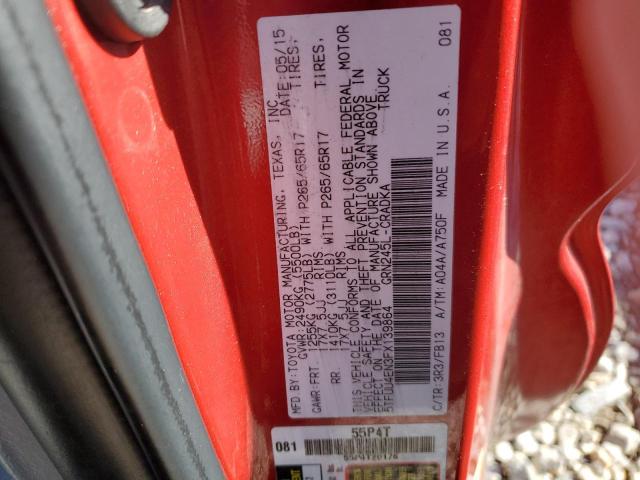 MFD.BY:TOYOTA MOTOR MANUFACTURING, TEXAS, INC. DATE:05/15
GVWR:2490KG (5500LB)
GAWR:FRT. 1255KG (2775LB) WITH P265/65R17 TIRES,
17X7.5JJ RIMS
RR. 1410KG (3110LB) WITH P265/65R17 TIRES,
17X7.5JJ RIMS
THIS VEHICLE CONFORMS TO ALL APPLICABLE FEDERAL MOTOR
VEHICLE SAFETY AND THEFT PREVENTION STANDARDS IN
EFFECT ON THE DATE OF MANUFACTURE SHOWN ABOVE.
5TFDU4EN3FX139864 TRUCK
GRN245L-CRADKA
C/TR:3R3/FB13 A/TM:A04A/A750F MADE IN U.S.A. 081
081
55P4T